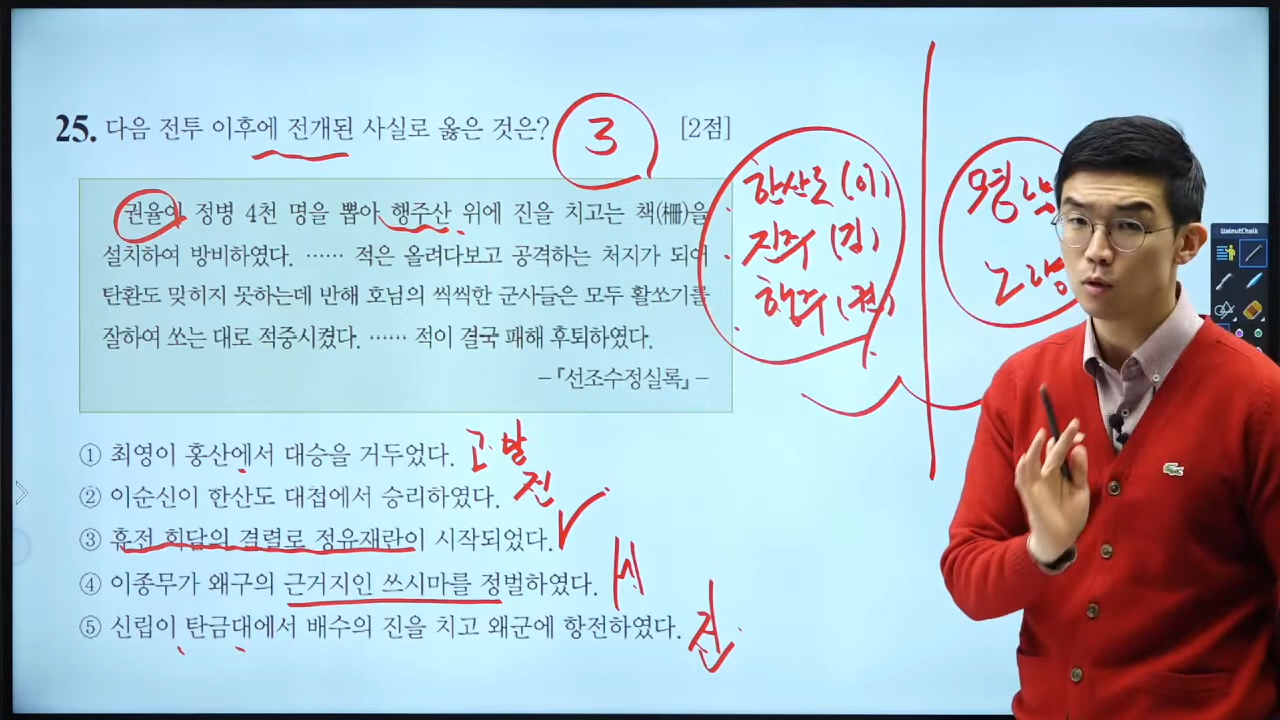 25. 다음 전투 이후에 전개된 사실로 옳은 것은? 3 [2점]
권율이 정병 4천 명을 뽑아 행주산 위에 진을 치고는 책(柵)을
설치하여 방비하였다. …… 적은 올려다보고 공격하는 처지가 되어
탄환도 맞히지 못하는데 반해 호남의 씩씩한 군사들은 모두 활쏘기를
잘하여 쏘는 대로 적중시켰다. …… 적이 결국 패해 후퇴하였다.
-『선조수정실록』-
① 최영이 홍산에서 대승을 거두었다. 고·말
② 이순신이 한산도 대첩에서 승리하였다. 전
③ 휴전 회담의 결렬로 정유재란이 시작되었다.
④ 이종무가 왜구의 근거지인 쓰시마를 정벌하였다. 세
⑤ 신립이 탄금대에서 배수의 진을 치고 왜군에 항전하였다. 전
한산도 (이)
진주 (김)
행주 (권)
명량
노량
WalnutChalk